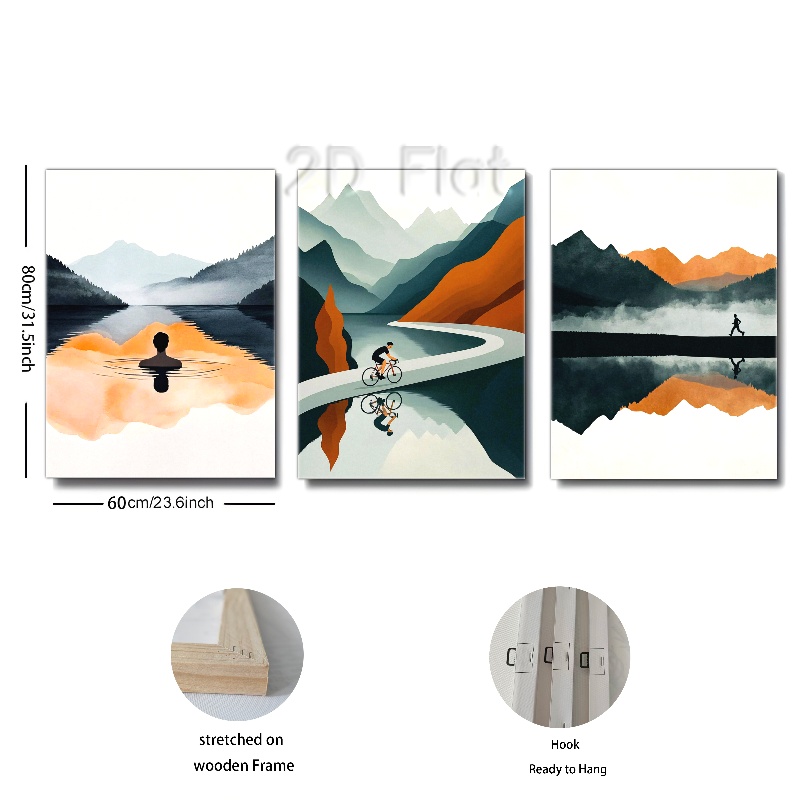 2D Flat
80cm/31.5inch
60cm/23.6inch
stretched on
wooden Frame
Hook
Ready to Hang